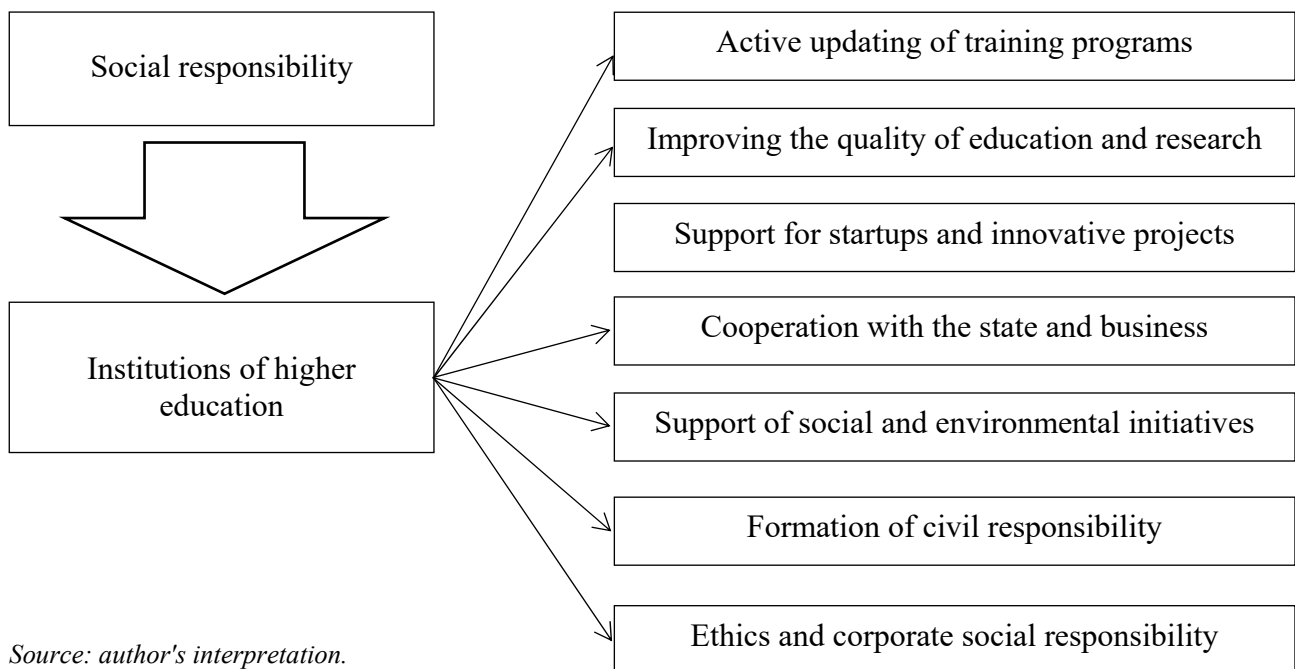 Social responsibility
Institutions of higher
education
Active updating of training programs
Improving the quality of education and research
Support for startups and innovative projects
Cooperation with the state and business
Support of social and environmental initiatives
Formation of civil responsibility
Ethics and corporate social responsibility
Source: author's interpretation.